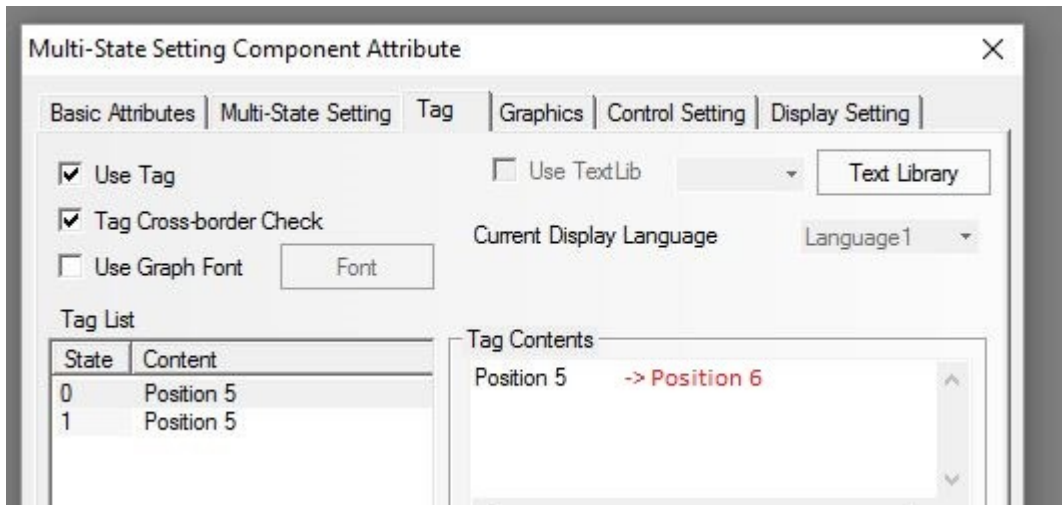 Multi-State Setting Component Attribute
Basic Attributes Multi-State Setting Tag Graphics Control Setting Display Setting
Use Tag
Use TextLib
Text Library
Tag Cross-border Check
Current Display Language
Language1
Use Graph Font
Font
Tag List
State Content
0 Position 5
1 Position 5
Tag Contents
Position 5 -> Position 6